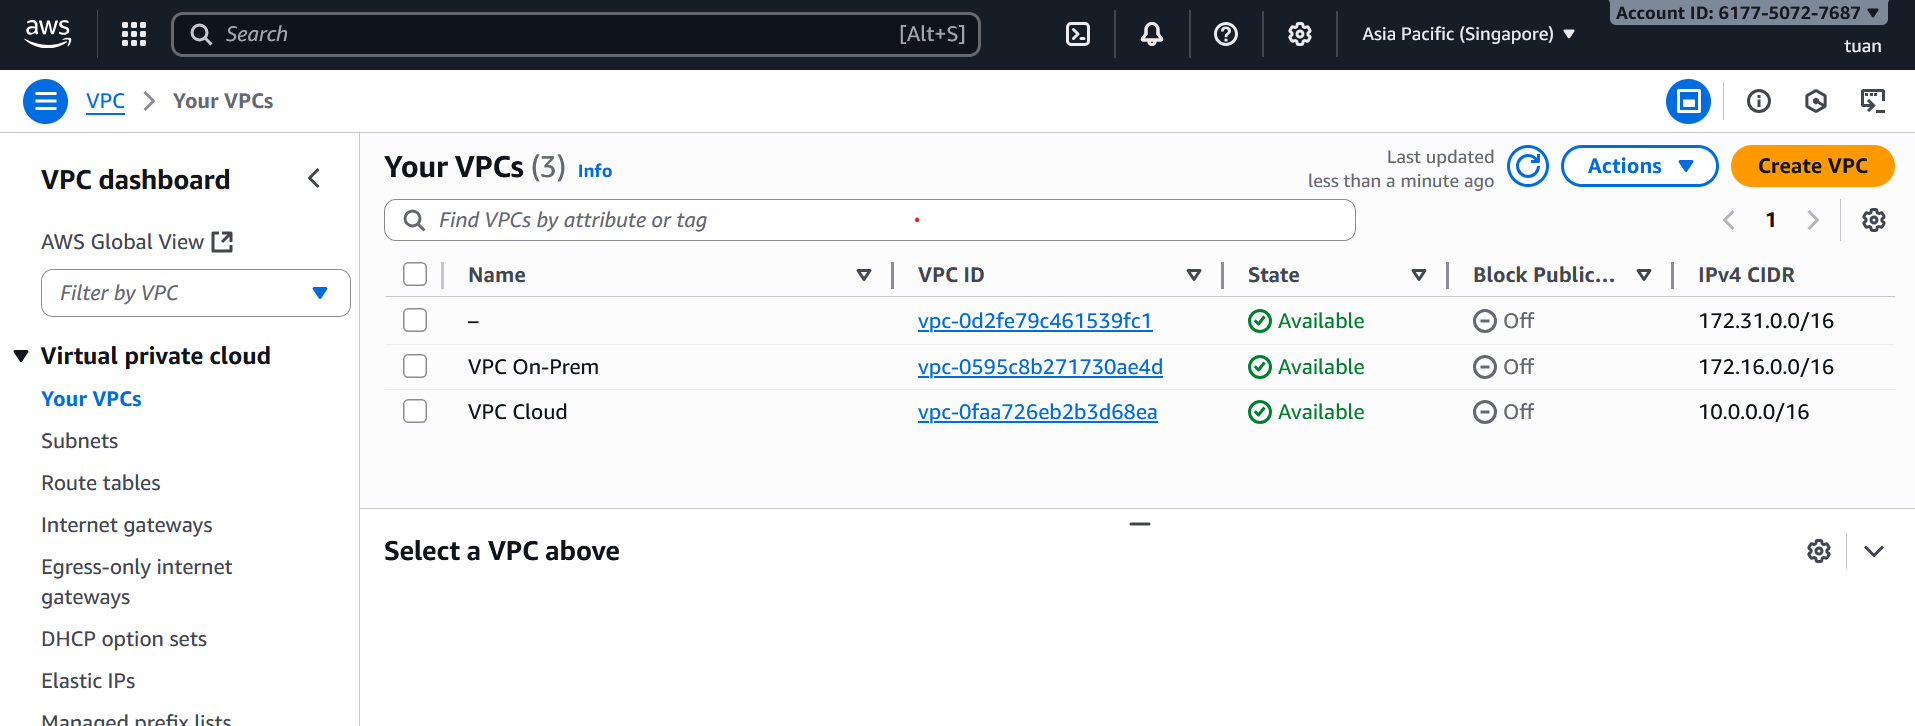 aws
Search [Alt+S]
Asia Pacific (Singapore)
Account ID: 6177-5072-7687
tuan
VPC
Your VPCs
VPC dashboard
AWS Global View
Filter by VPC
Virtual private cloud
Your VPCs
Subnets
Route tables
Internet gateways
Egress-only internet
gateways
DHCP option sets
Elastic IPs
Managed prefix lists
Your VPCs (3) Info
Last updated
less than a minute ago
Actions
Create VPC
Find VPCs by attribute or tag
1
Name VPC ID State Block Public... IPv4 CIDR
– vpc-0d2fe79c461539fc1 Available Off 172.31.0.0/16
VPC On-Prem vpc-0595c8b271730ae4d Available Off 172.16.0.0/16
VPC Cloud vpc-0faa726eb2b3d68ea Available Off 10.0.0.0/16
Select a VPC above